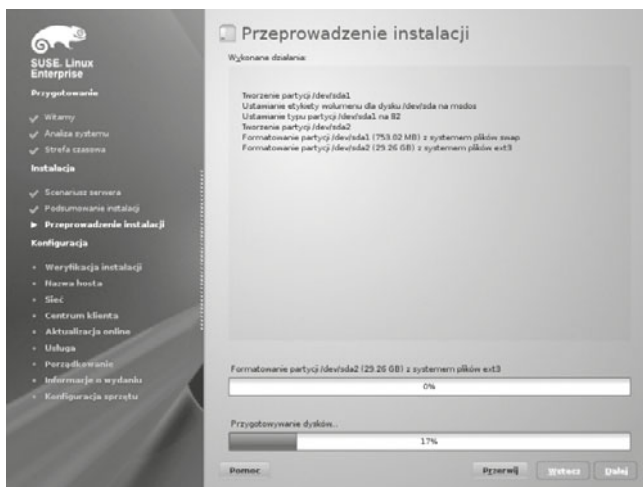 SUSE. Linux
Enterprise
Przygotowanie
Witamy
Analiza systemu
Strefa czasowa
Instalacja
Scenariusz serwera
Podsumowanie instalacji
Przeprowadzenie instalacji
Konfiguracja
Weryfikacja instalacji
Nazwa hosta
Sieć
Centrum klienta
Aktualizacja online
Usługa
Porządkowanie
Informacje o wydaniu
Konfiguracja sprzętu
Przeprowadzenie instalacji
Wykonane działania:
Tworzenie partycji /dev/sda1
Ustawianie etykiety wolumenu dla dysku /dev/sda na msdos
Ustawianie typu partycji /dev/sda1 na 82
Tworzenie partycji /dev/sda2
Formatowanie partycji /dev/sda1 (753.02 MB) z systemem plików swap
Formatowanie partycji /dev/sda2 (29.26 GB) z systemem plików ext3
Formatowanie partycji /dev/sda2 (29.26 GB) z systemem plików ext3
0%
Przygotowywanie dysków...
17%
Pomoc
Przerwij
Wstecz
Dalej